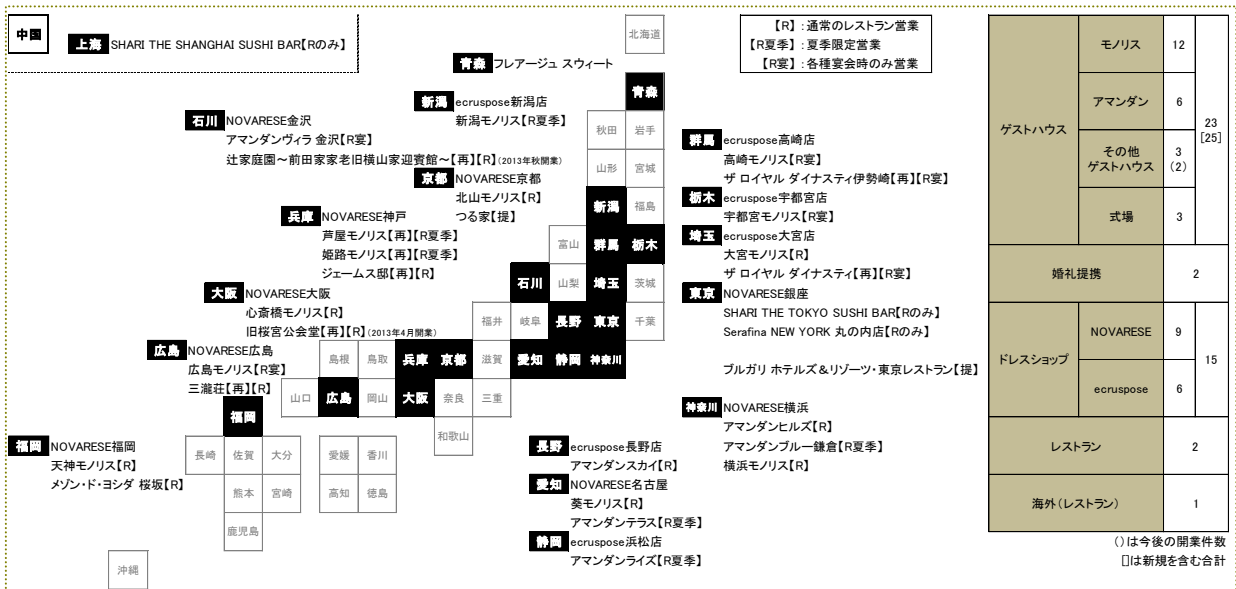 中国
上海 SHARI THE SHANGHAI SUSHI BAR【Rのみ】
【R】：通常のレストラン営業
【R夏季】：夏季限定営業
【R宴】：各種宴会時のみ営業
青森 フレアージュ スウィート
新潟 ecruspose新潟店
新潟モノリス【R夏季】
石川 NOVARESE金沢
アマンダンヴィラ 金沢【R宴】
辻家庭園～前田家家老旧横山家迎賓館～【再】【R】(2013年秋開業)
京都 NOVARESE京都
北山モノリス【R】
つる家【提】
兵庫 NOVARESE神戸
芦屋モノリス【再】【R夏季】
姫路モノリス【再】【R夏季】
ジェームス邸【再】【R】
大阪 NOVARESE大阪
心斎橋モノリス【R】
旧桜宮公会堂【再】【R】(2013年4月開業)
広島 NOVARESE広島
広島モノリス【R宴】
三瀧荘【再】【R】
福岡 NOVARESE福岡
天神モノリス【R】
メゾン・ド・ヨシダ 桜坂【R】
群馬 ecruspose高崎店
高崎モノリス【R宴】
ザ ロイヤル ダイナスティ伊勢崎【再】【R宴】
栃木 ecruspose宇都宮店
宇都宮モノリス【R宴】
埼玉 ecruspose大宮店
大宮モノリス【R】
ザ ロイヤル ダイナスティ【再】【R宴】
東京 NOVARESE銀座
SHARI THE TOKYO SUSHI BAR【Rのみ】
Serafina NEW YORK 丸の内店【Rのみ】
ブルガリ ホテルズ＆リゾーツ・東京レストラン【提】
神奈川 NOVARESE横浜
アマンダンヒルズ【R】
アマンダンブルー鎌倉【R夏季】
横浜モノリス【R】
長野 ecruspose長野店
アマンダンスカイ【R】
愛知 NOVARESE名古屋
葵モノリス【R】
アマンダンテラス【R夏季】
静岡 ecruspose浜松店
アマンダンライズ【R夏季】
北海道
青森
秋田 岩手
山形 宮城
新潟 福島
富山 群馬 栃木
石川 山梨 埼玉 茨城
福井 岐阜 長野 東京 千葉
島根 鳥取 兵庫 京都 滋賀 愛知 静岡 神奈川
山口 広島 岡山 大阪 奈良 三重
福岡 和歌山
長崎 佐賀 大分 愛媛 香川
熊本 宮崎 高知 徳島
鹿児島
沖縄
ゲストハウス モノリス 12 23 [25]
アマンダン 6
その他 ゲストハウス 3 (2)
式場 3
婚礼提携 2
ドレスショップ NOVARESE 9 15
ecruspose 6
レストラン 2
海外(レストラン) 1
()は今後の開業件数
[]は新規を含む合計